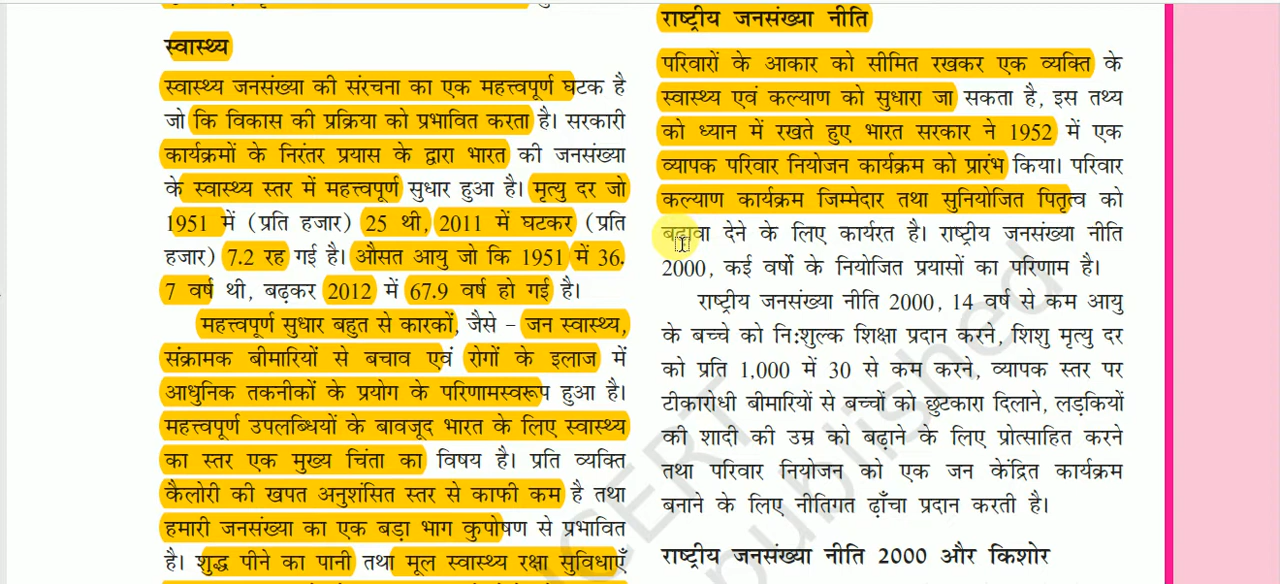 स्वास्थ्य
स्वास्थ्य जनसंख्या की संरचना का एक महत्त्वपूर्ण घटक है
जो कि विकास की प्रक्रिया को प्रभावित करता है। सरकारी
कार्यक्रमों के निरंतर प्रयास के द्वारा भारत की जनसंख्या
के स्वास्थ्य स्तर में महत्त्वपूर्ण सुधार हुआ है। मृत्यु दर जो
1951 में (प्रति हजार) 25 थी, 2011 में घटकर (प्रति
हजार) 7.2 रह गई है। औसत आयु जो कि 1951 में 36.
7 वर्ष थी, बढ़कर 2012 में 67.9 वर्ष हो गई है।
महत्त्वपूर्ण सुधार बहुत से कारकों, जैसे – जन स्वास्थ्य,
संक्रामक बीमारियों से बचाव एवं रोगों के इलाज में
आधुनिक तकनीकों के प्रयोग के परिणामस्वरूप हुआ है।
महत्त्वपूर्ण उपलब्धियों के बावजूद भारत के लिए स्वास्थ्य
का स्तर एक मुख्य चिंता का विषय है। प्रति व्यक्ति
कैलोरी की खपत अनुशंसित स्तर से काफी कम है तथा
हमारी जनसंख्या का एक बड़ा भाग कुपोषण से प्रभावित
है। शुद्ध पीने का पानी तथा मूल स्वास्थ्य रक्षा सुविधाएँ
राष्ट्रीय जनसंख्या नीति
परिवारों के आकार को सीमित रखकर एक व्यक्ति के
स्वास्थ्य एवं कल्याण को सुधारा जा सकता है, इस तथ्य
को ध्यान में रखते हुए भारत सरकार ने 1952 में एक
व्यापक परिवार नियोजन कार्यक्रम को प्रारंभ किया। परिवार
कल्याण कार्यक्रम जिम्मेदार तथा सुनियोजित पितृत्व को
बढ़ावा देने के लिए कार्यरत है। राष्ट्रीय जनसंख्या नीति
2000, कई वर्षों के नियोजित प्रयासों का परिणाम है।
राष्ट्रीय जनसंख्या नीति 2000, 14 वर्ष से कम आयु
के बच्चे को नि:शुल्क शिक्षा प्रदान करने, शिशु मृत्यु दर
को प्रति 1,000 में 30 से कम करने, व्यापक स्तर पर
टीकारोधी बीमारियों से बच्चों को छुटकारा दिलाने, लड़कियों
की शादी की उम्र को बढ़ाने के लिए प्रोत्साहित करने
तथा परिवार नियोजन को एक जन केंद्रित कार्यक्रम
बनाने के लिए नीतिगत ढ़ाँचा प्रदान करती है।
राष्ट्रीय जनसंख्या नीति 2000 और किशोर
NCERT
published